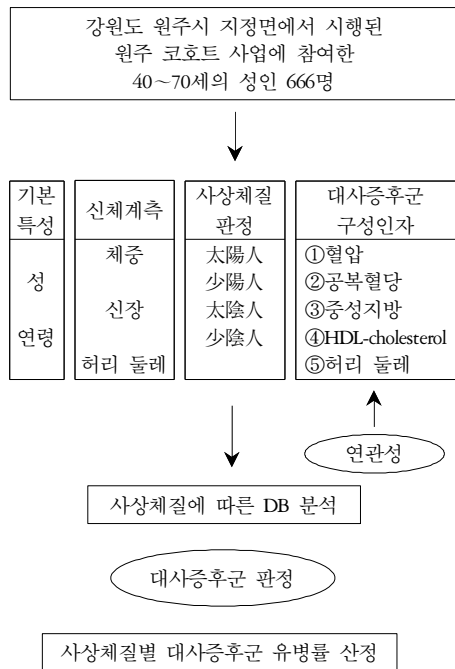 강원도 원주시 지정면에서 시행된
원주 코호트 사업에 참여한
40~70세의 성인 666명
기본
특성
성
연령
신체계측
체중
신장
허리 둘레
사상체질
판정
太陽人
少陽人
太陰人
少陰人
대사증후군
구성인자
①혈압
②공복혈당
③중성지방
④HDL-cholesterol
⑤허리 둘레
연관성
사상체질에 따른 DB 분석
대사증후군 판정
사상체질별 대사증후군 유병률 산정